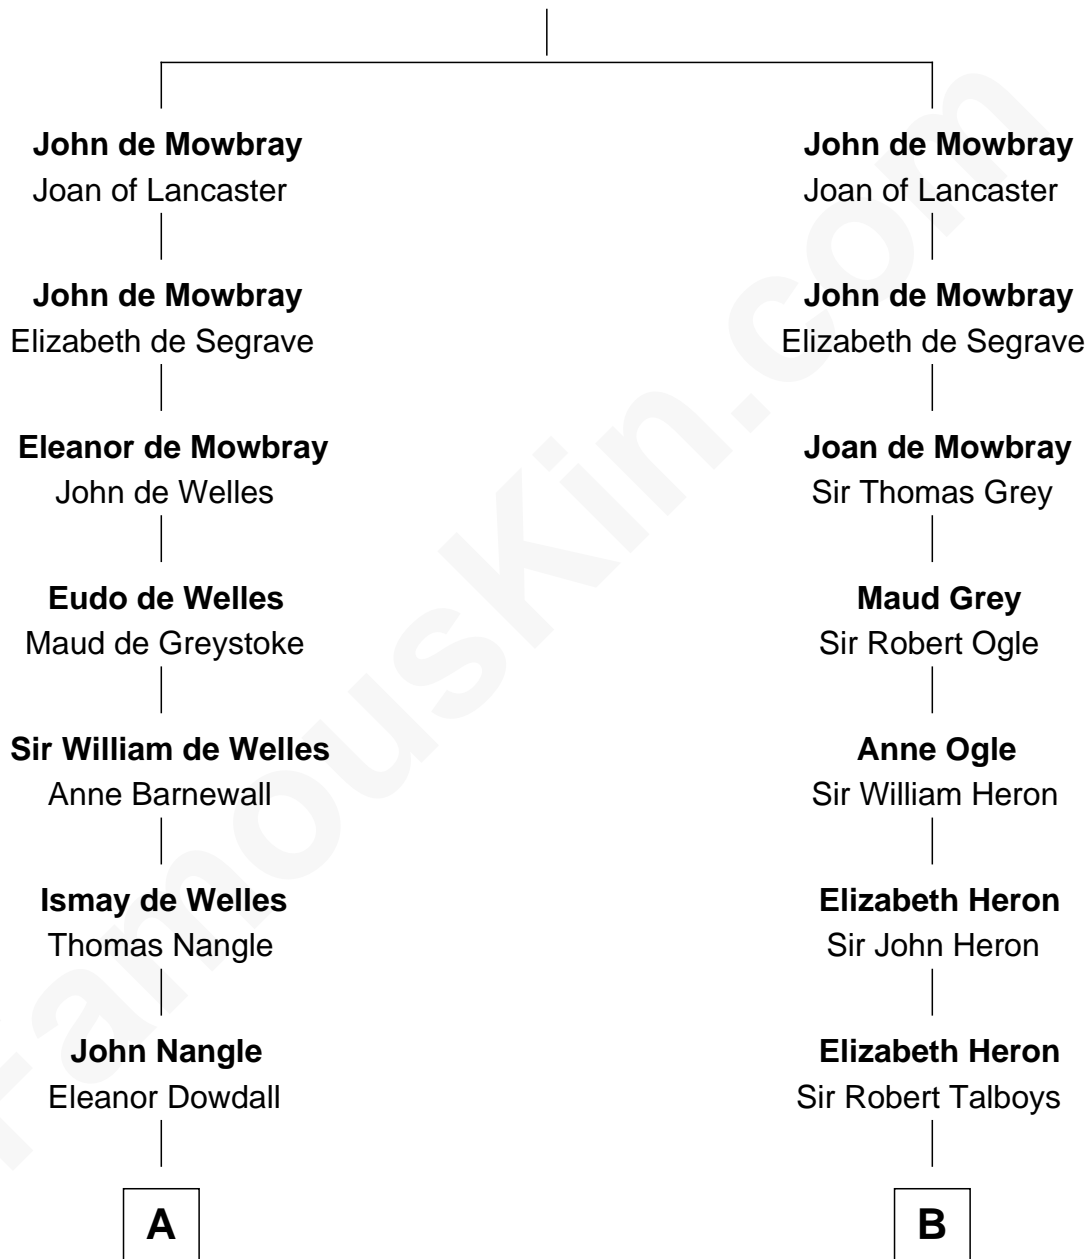 John de Mowbray
Joan of Lancaster
John de Mowbray
Elizabeth de Segrave
Eleanor de Mowbray
John de Welles
Eudo de Welles
Maud de Greystoke
Sir William de Welles
Anne Barnewall
Ismay de Welles
Thomas Nangle
John Nangle
Eleanor Dowdall
A
John de Mowbray
Joan of Lancaster
John de Mowbray
Elizabeth de Segrave
Joan de Mowbray
Sir Thomas Grey
Maud Grey
Sir Robert Ogle
Anne Ogle
Sir William Heron
Elizabeth Heron
Sir John Heron
Elizabeth Heron
Sir Robert Talboys
B
FamousKin.com